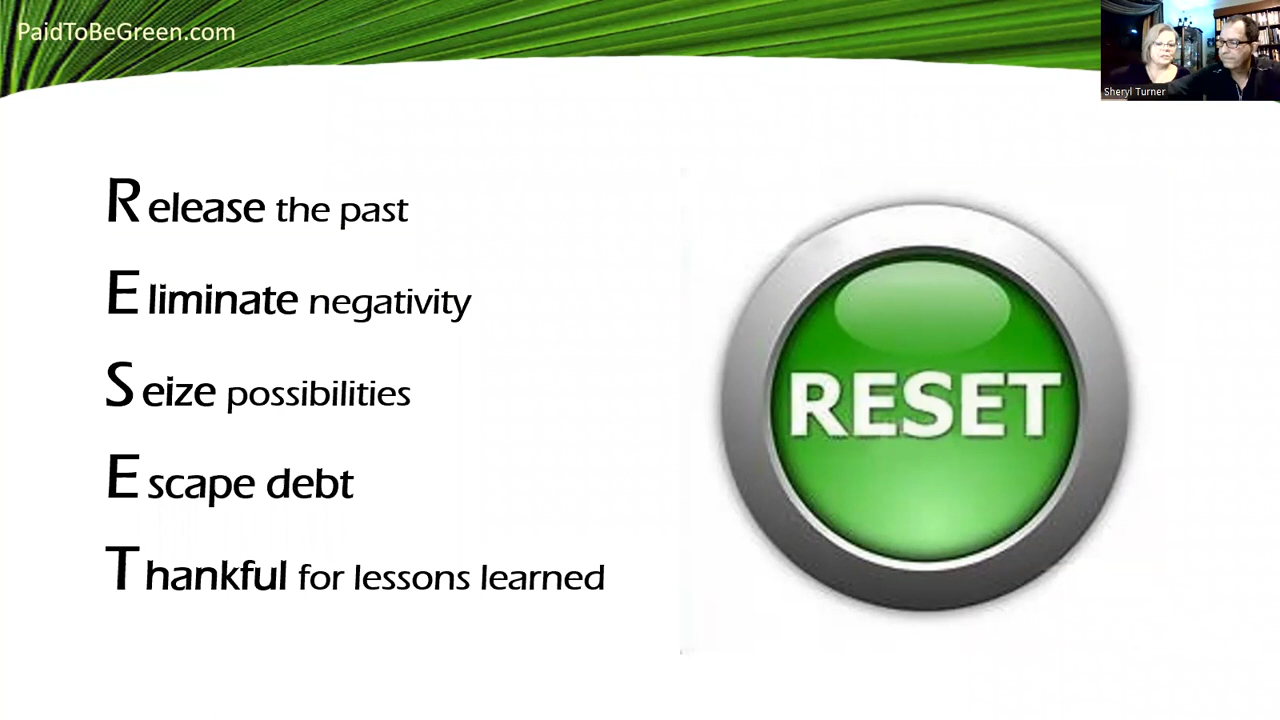 PaidToBeGreen.com
Sheryl Turner
Release the past
Eliminate negativity
Seize possibilities
Escape debt
Thankful for lessons learned
RESET